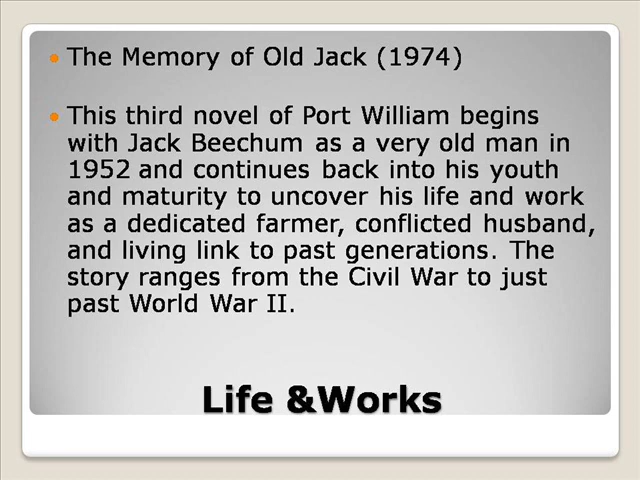 The Memory of Old Jack (1974)
This third novel of Port William begins
with Jack Beechum as a very old man in
1952 and continues back into his youth
and maturity to uncover his life and work
as a dedicated farmer, conflicted husband,
and living link to past generations. The
story ranges from the Civil War to just
past World War II.
Life &Works